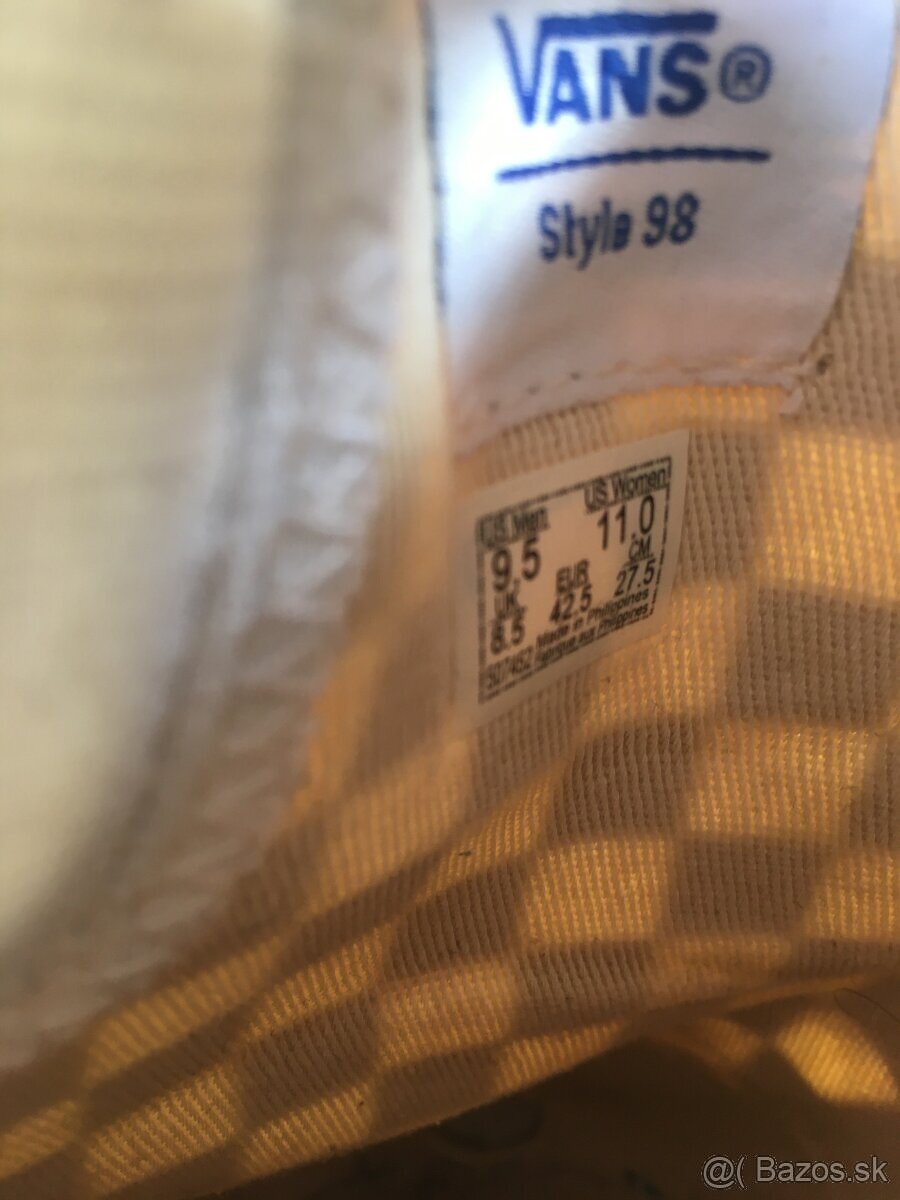 VANS®
Style 98
US Men US Women
9.5 11.0
UK EUR CM
8.5 42.5 27.5
Made in Philippines
Philippines
@( Bazos.sk